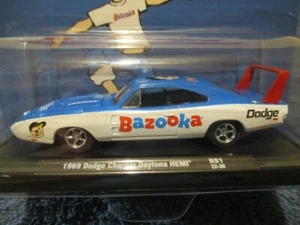 Bazooka
Bazooka
Dodge
1969 Dodge Charger Daytona HEMI
R91